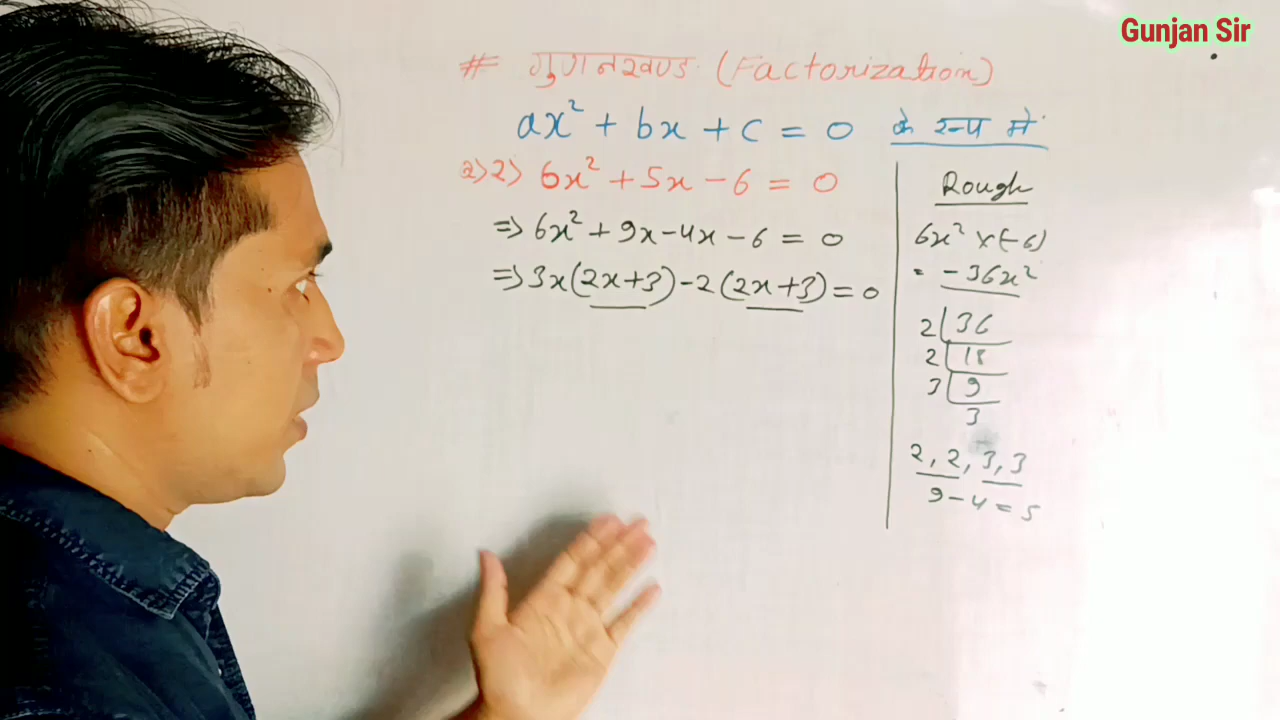 Gunjan Sir
# गुणनखण्ड (Factorization)
ax² + bx + c = 0 के रूप में
2>2> 6x² + 5x - 6 = 0
=> 6x² + 9x - 4x - 6 = 0
=> 3x(2x+3) - 2(2x+3) = 0
Rough
6x² x (-6)
= -36x²
2 36
2 18
3 9
3
2, 2, 3, 3
9 - 4 = 5